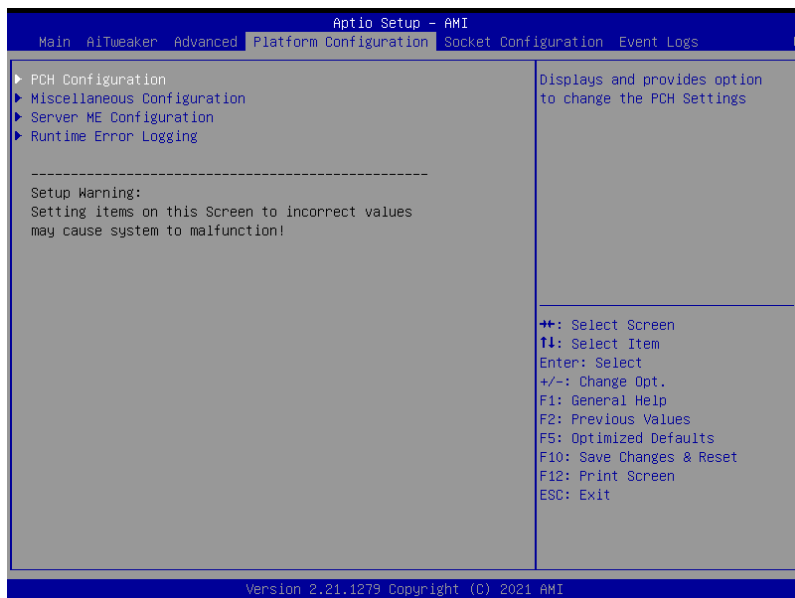 Aptio Setup – AMI
Main AiTweaker Advanced Platform Configuration Socket Configuration Event Logs
PCH Configuration
Miscellaneous Configuration
Server ME Configuration
Runtime Error Logging
------------------------------------------------
Setup Warning:
Setting items on this Screen to incorrect values
may cause system to malfunction!
Displays and provides option
to change the PCH Settings
→←: Select Screen
↑↓: Select Item
Enter: Select
+/-: Change Opt.
F1: General Help
F2: Previous Values
F5: Optimized Defaults
F10: Save Changes & Reset
F12: Print Screen
ESC: Exit
Version 2.21.1279 Copyright (C) 2021 AMI